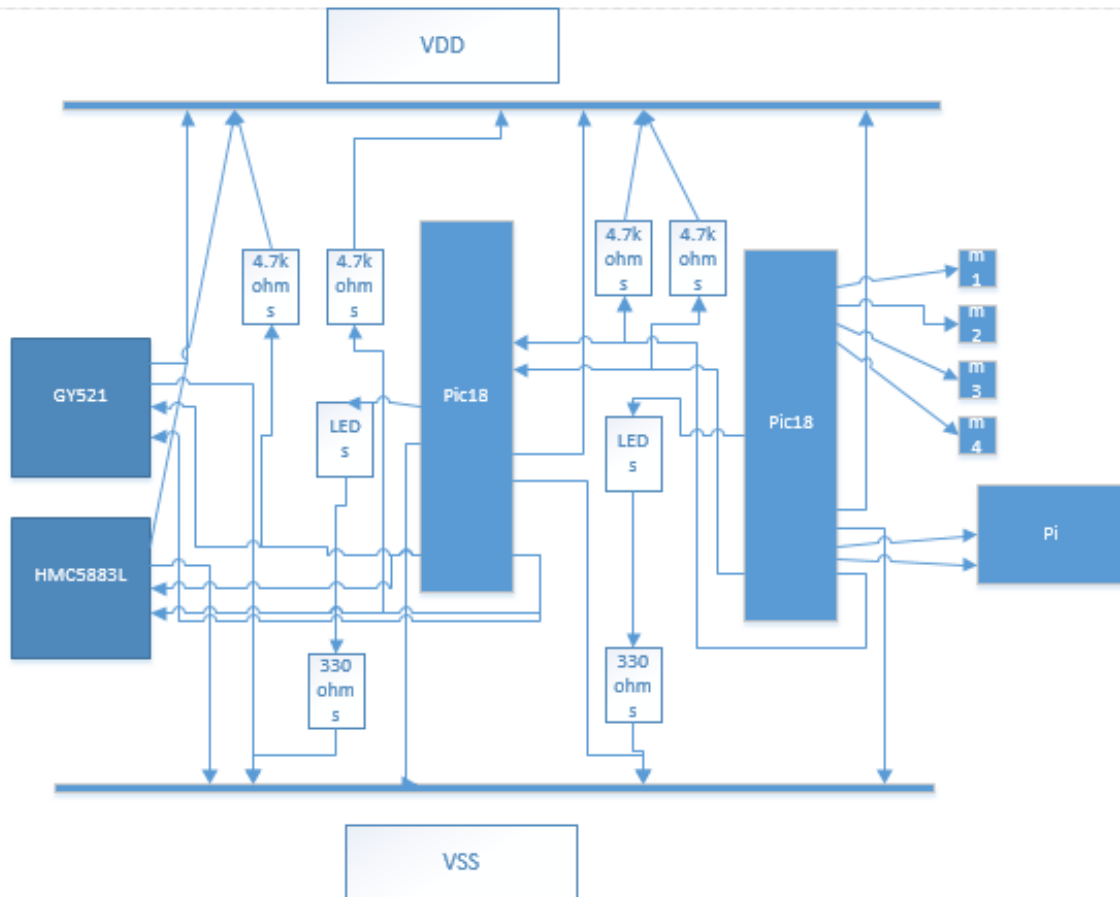 VDD
4.7k
ohm
s
4.7k
ohm
s
4.7k
ohm
s
4.7k
ohm
s
m
1
m
2
m
3
m
4
GY521
Pic18
Pic18
LED
s
LED
s
Pi
HMC5883L
330
ohm
s
330
ohm
s
VSS